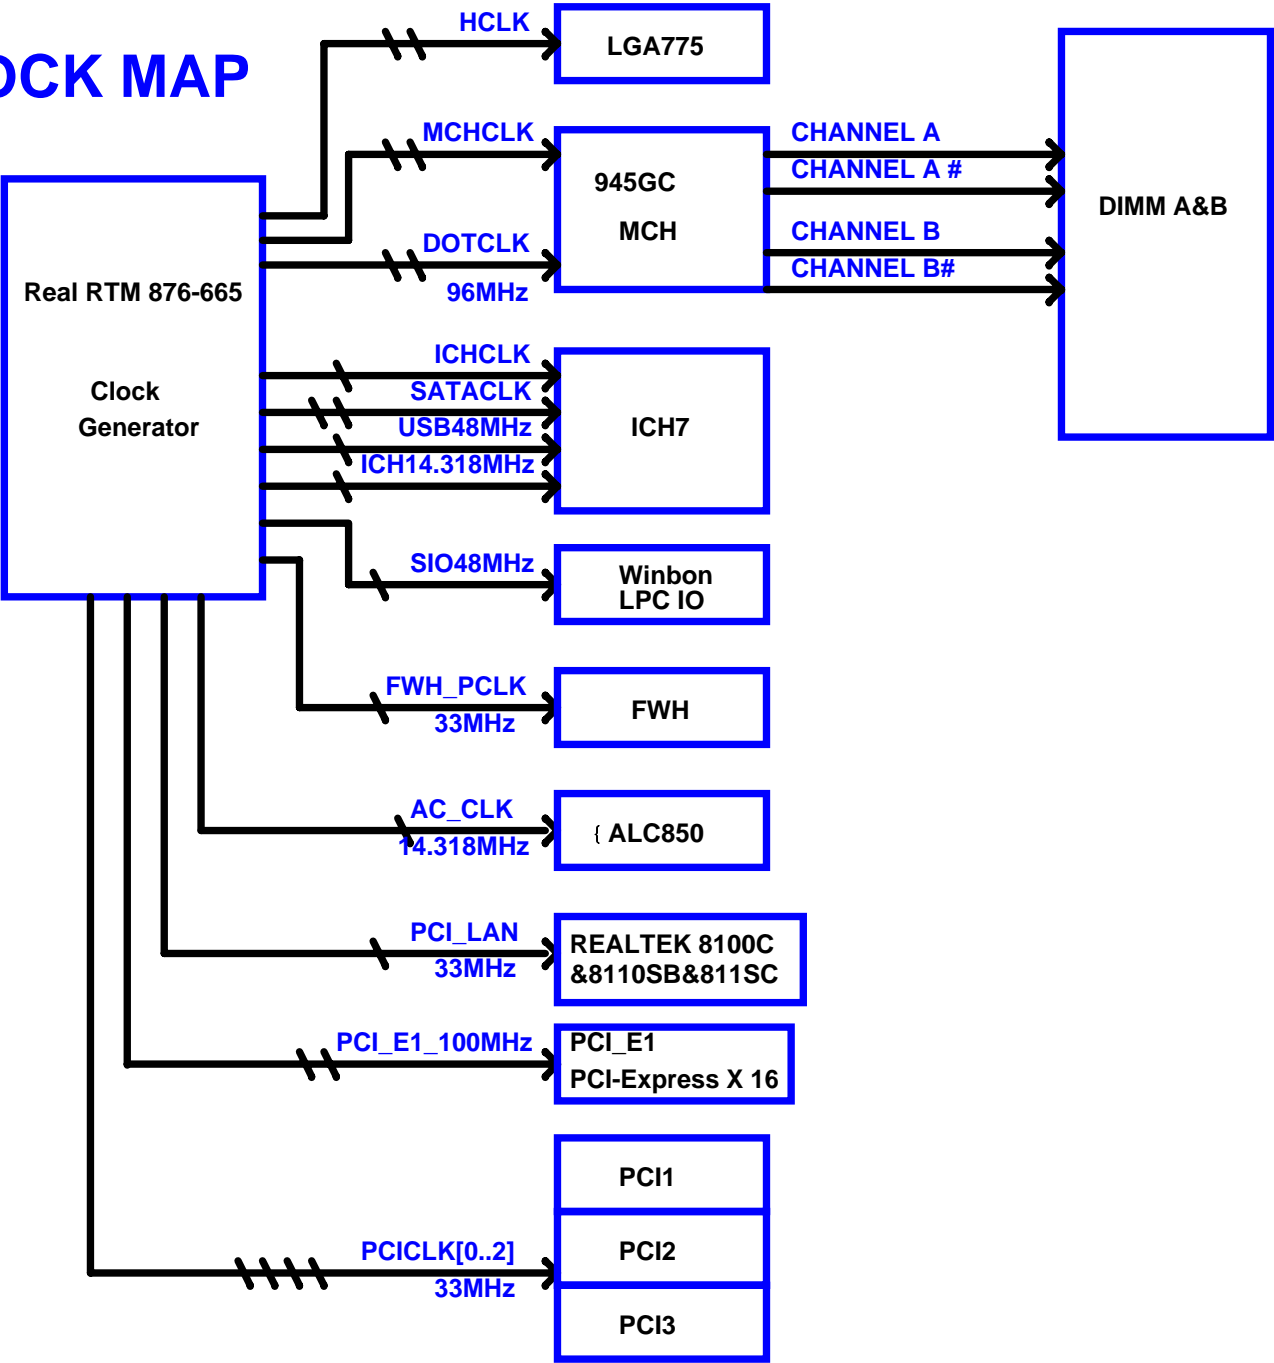 OCK MAP
HCLK
LGA775
MCHCLK
945GC
MCH
DOTCLK
96MHz
CHANNEL A
CHANNEL A #
CHANNEL B
CHANNEL B#
DIMM A&B
Real RTM 876-665
Clock
Generator
ICHCLK
SATACLK
USB48MHz
ICH14.318MHz
ICH7
SIO48MHz
Winbon
LPC IO
FWH_PCLK
33MHz
FWH
AC_CLK
14.318MHz
{ ALC850
PCI_LAN
33MHz
REALTEK 8100C
&8110SB&811SC
PCI_E1_100MHz
PCI_E1
PCI-Express X 16
PCI1
PCICLK[0..2]
33MHz
PCI2
PCI3